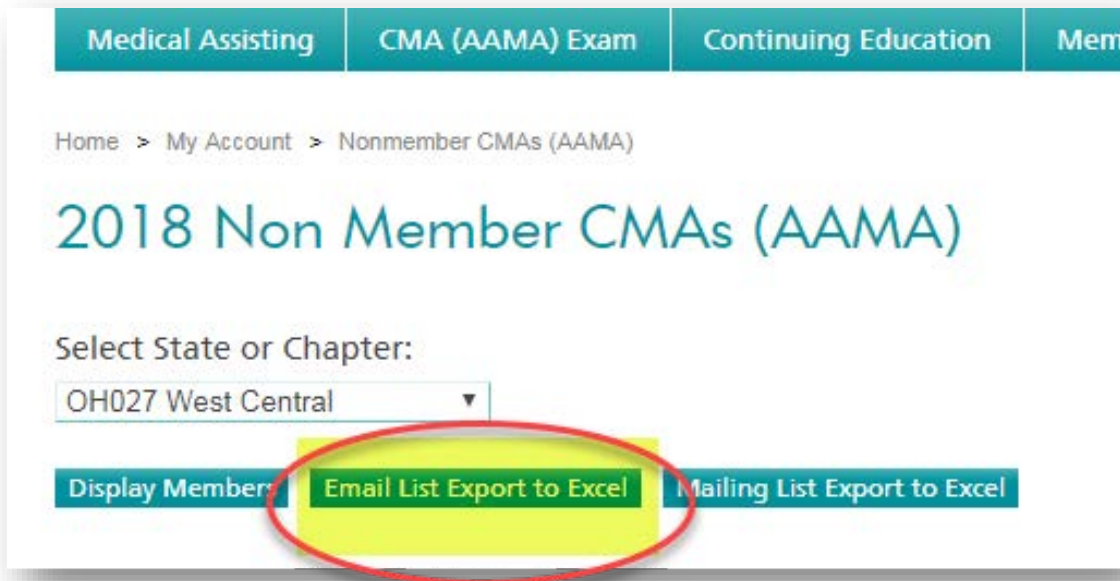 Medical Assisting CMA (AAMA) Exam Continuing Education Mem
Home > My Account > Nonmember CMAs (AAMA)
2018 Non Member CMAs (AAMA)
Select State or Chapter:
OH027 West Central
Display Members Email List Export to Excel Mailing List Export to Excel